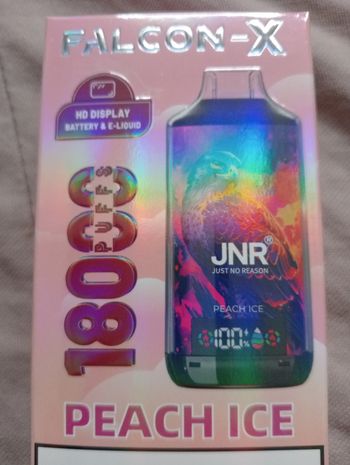 FALCON-X
HD DISPLAY
BATTERY & E-LIQUID
18000
PUFFS
JNR®
JUST NO REASON
PEACH ICE
100%
PEACH ICE